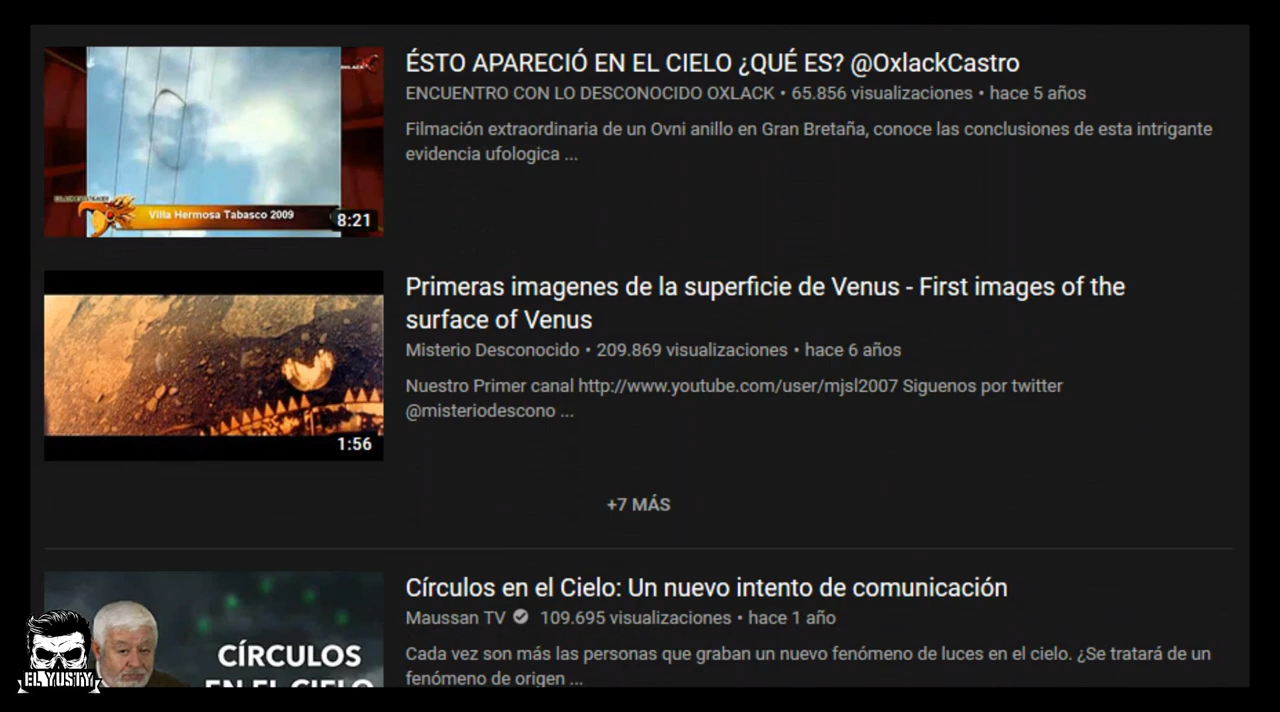 ÉSTO APARECIÓ EN EL CIELO ¿QUÉ ES? @OxlackCastro
ENCUENTRO CON LO DESCONOCIDO OXLACK • 65.856 visualizaciones • hace 5 años
Filmación extraordinaria de un Ovni anillo en Gran Bretaña, conoce las conclusiones de esta intrigante
evidencia ufologica ...
Villa Hermosa Tabasco 2009
8:21
Primeras imagenes de la superficie de Venus - First images of the
surface of Venus
Misterio Desconocido • 209.869 visualizaciones • hace 6 años
Nuestro Primer canal http://www.youtube.com/user/mjsl2007 Siguenos por twitter
@misteriodescono ...
1:56
+7 MÁS
Círculos en el Cielo: Un nuevo intento de comunicación
Maussan TV 109.695 visualizaciones • hace 1 año
Cada vez son más las personas que graban un nuevo fenómeno de luces en el cielo. ¿Se tratará de un
fenómeno de origen ...
CÍRCULOS
EN EL CIELO
EL YUSTY